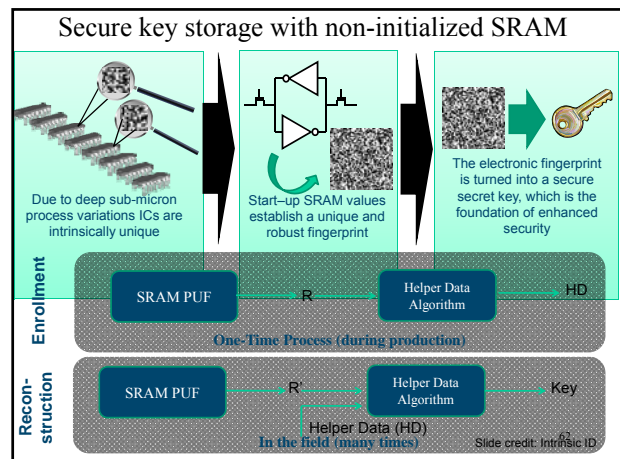 Secure key storage with non-initialized SRAM
Due to deep sub-micron
process variations ICs are
intrinsically unique
Start–up SRAM values
establish a unique and
robust fingerprint
The electronic fingerprint
is turned into a secure
secret key, which is the
foundation of enhanced
security
Enrollment
SRAM PUF
R
Helper Data
Algorithm
HD
One-Time Process (during production)
Recon-
struction
SRAM PUF
R'
Helper Data
Algorithm
Key
Helper Data (HD)
In the field (many times)
62
Slide credit: Intrinsic ID